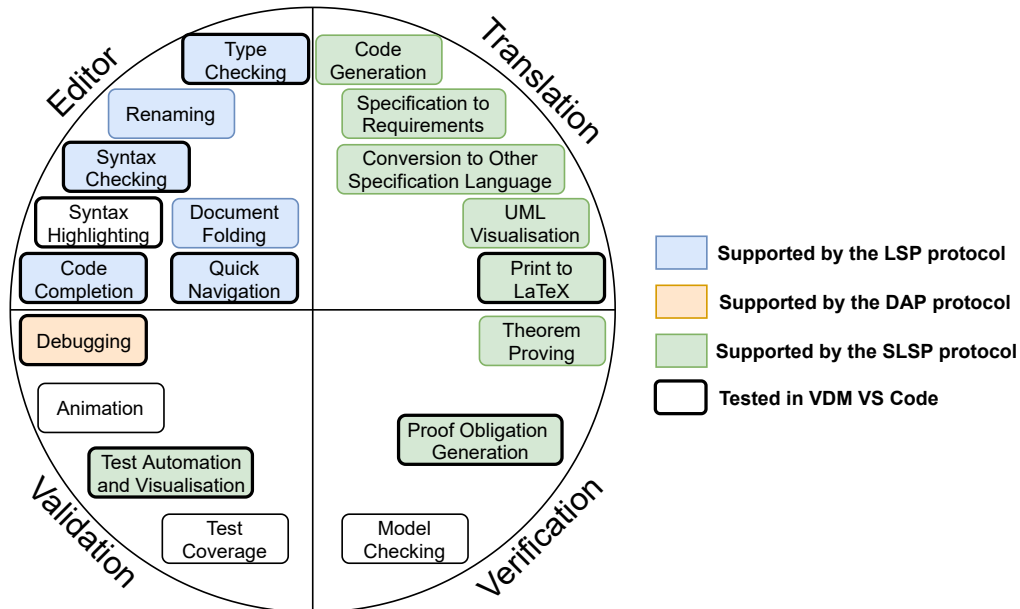 Editor
Type
Checking
Renaming
Syntax
Checking
Syntax
Highlighting
Document
Folding
Code
Completion
Quick
Navigation
Translation
Code
Generation
Specification to
Requirements
Conversion to Other
Specification Language
UML
Visualisation
Print to
LaTeX
Validation
Debugging
Animation
Test Automation
and Visualisation
Test
Coverage
Verification
Theorem
Proving
Proof Obligation
Generation
Model
Checking
Supported by the LSP protocol
Supported by the DAP protocol
Supported by the SLSP protocol
Tested in VDM VS Code